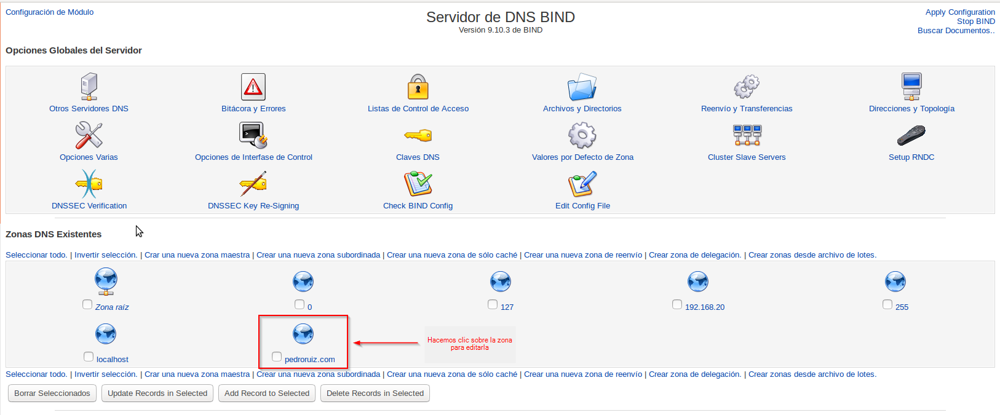 Configuración de Módulo
Servidor de DNS BIND
Versión 9.10.3 de BIND
Apply Configuration
Stop BIND
Buscar Documentos..
Opciones Globales del Servidor
Otros Servidores DNS
Bitácora y Errores
Listas de Control de Acceso
Archivos y Directorios
Reenvío y Transferencias
Direcciones y Topología
Opciones Varias
Opciones de Interfase de Control
Claves DNS
Valores por Defecto de Zona
Cluster Slave Servers
Setup RNDC
DNSSEC Verification
DNSSEC Key Re-Signing
Check BIND Config
Edit Config File
Zonas DNS Existentes
Seleccionar todo. | Invertir selección. | Crar una nueva zona maestra | Crear una nueva zona subordinada | Crear una nueva zona de sólo caché | Crear una nueva zona de reenvío | Crear zona de delegación. | Crear zonas desde archivo de lotes.
Zona raíz
0
127
192.168.20
255
localhost
pedroruiz.com
Hacemos clic sobre la zona
para editarla
Seleccionar todo. | Invertir selección. | Crar una nueva zona maestra | Crear una nueva zona subordinada | Crear una nueva zona de sólo caché | Crear una nueva zona de reenvío | Crear zona de delegación. | Crear zonas desde archivo de lotes.
Borrar Seleccionados
Update Records in Selected
Add Record to Selected
Delete Records in Selected